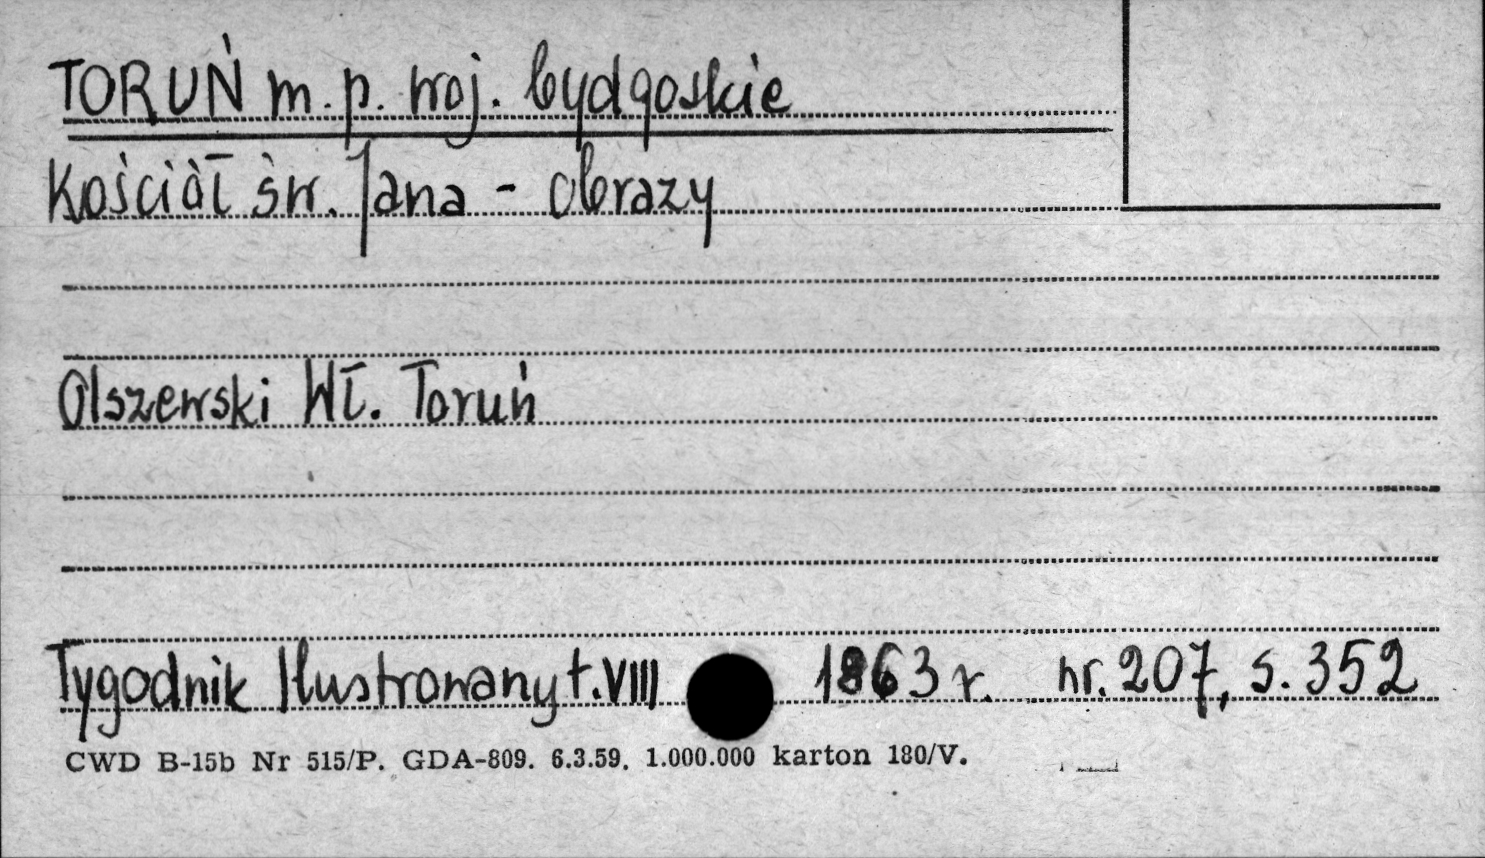 TORUŃ m.p. woj. bydgoskie
Kościół św. Jana - obrazy
Olszewski Wł. Toruń
Tygodnik Ilustrowany t. VIII 1863 r. nr. 207, s. 352
CWD B-15b Nr 515/P. GDA-809. 6.3.59. 1.000.000 karton 180/V.